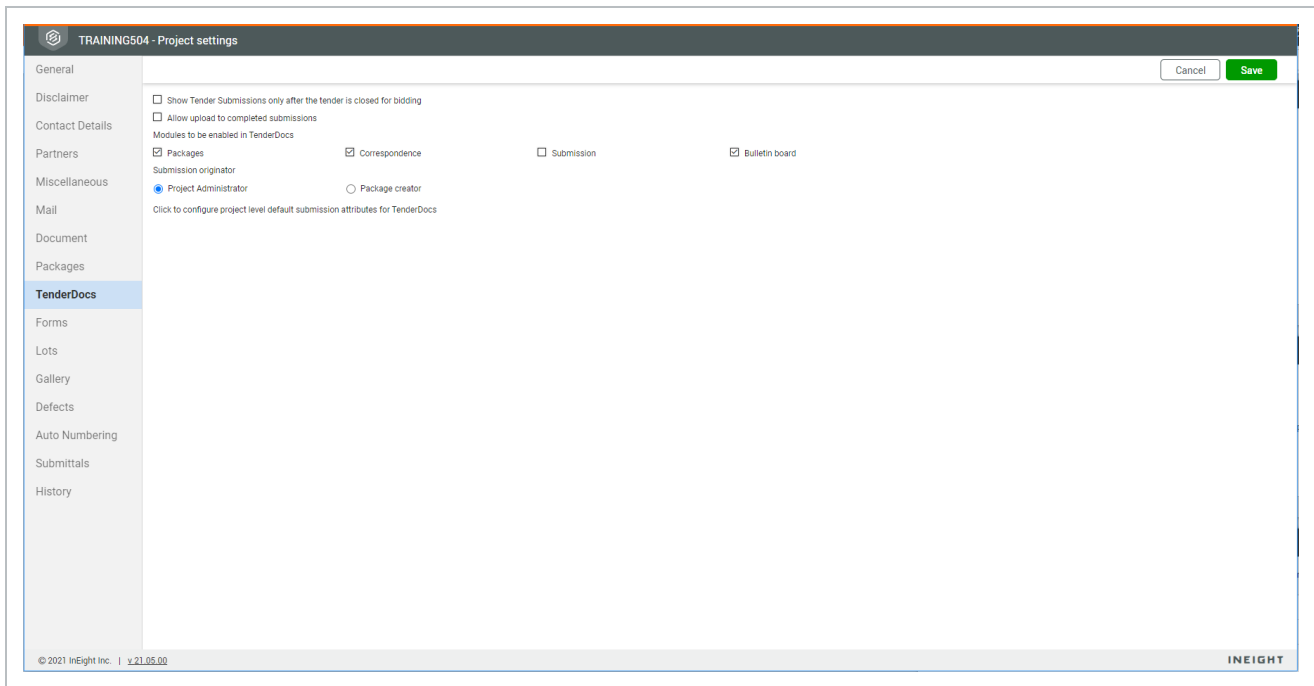 TRAINING504 - Project settings
General
Disclaimer
Contact Details
Partners
Miscellaneous
Mail
Document
Packages
TenderDocs
Forms
Lots
Gallery
Defects
Auto Numbering
Submittals
History
Cancel Save
Show Tender Submissions only after the tender is closed for bidding
Allow upload to completed submissions
Modules to be enabled in TenderDocs
Packages Correspondence Submission Bulletin board
Submission originator
Project Administrator Package creator
Click to configure project level default submission attributes for TenderDocs
© 2021 InEight Inc. | v 21.05.00 INEIGHT